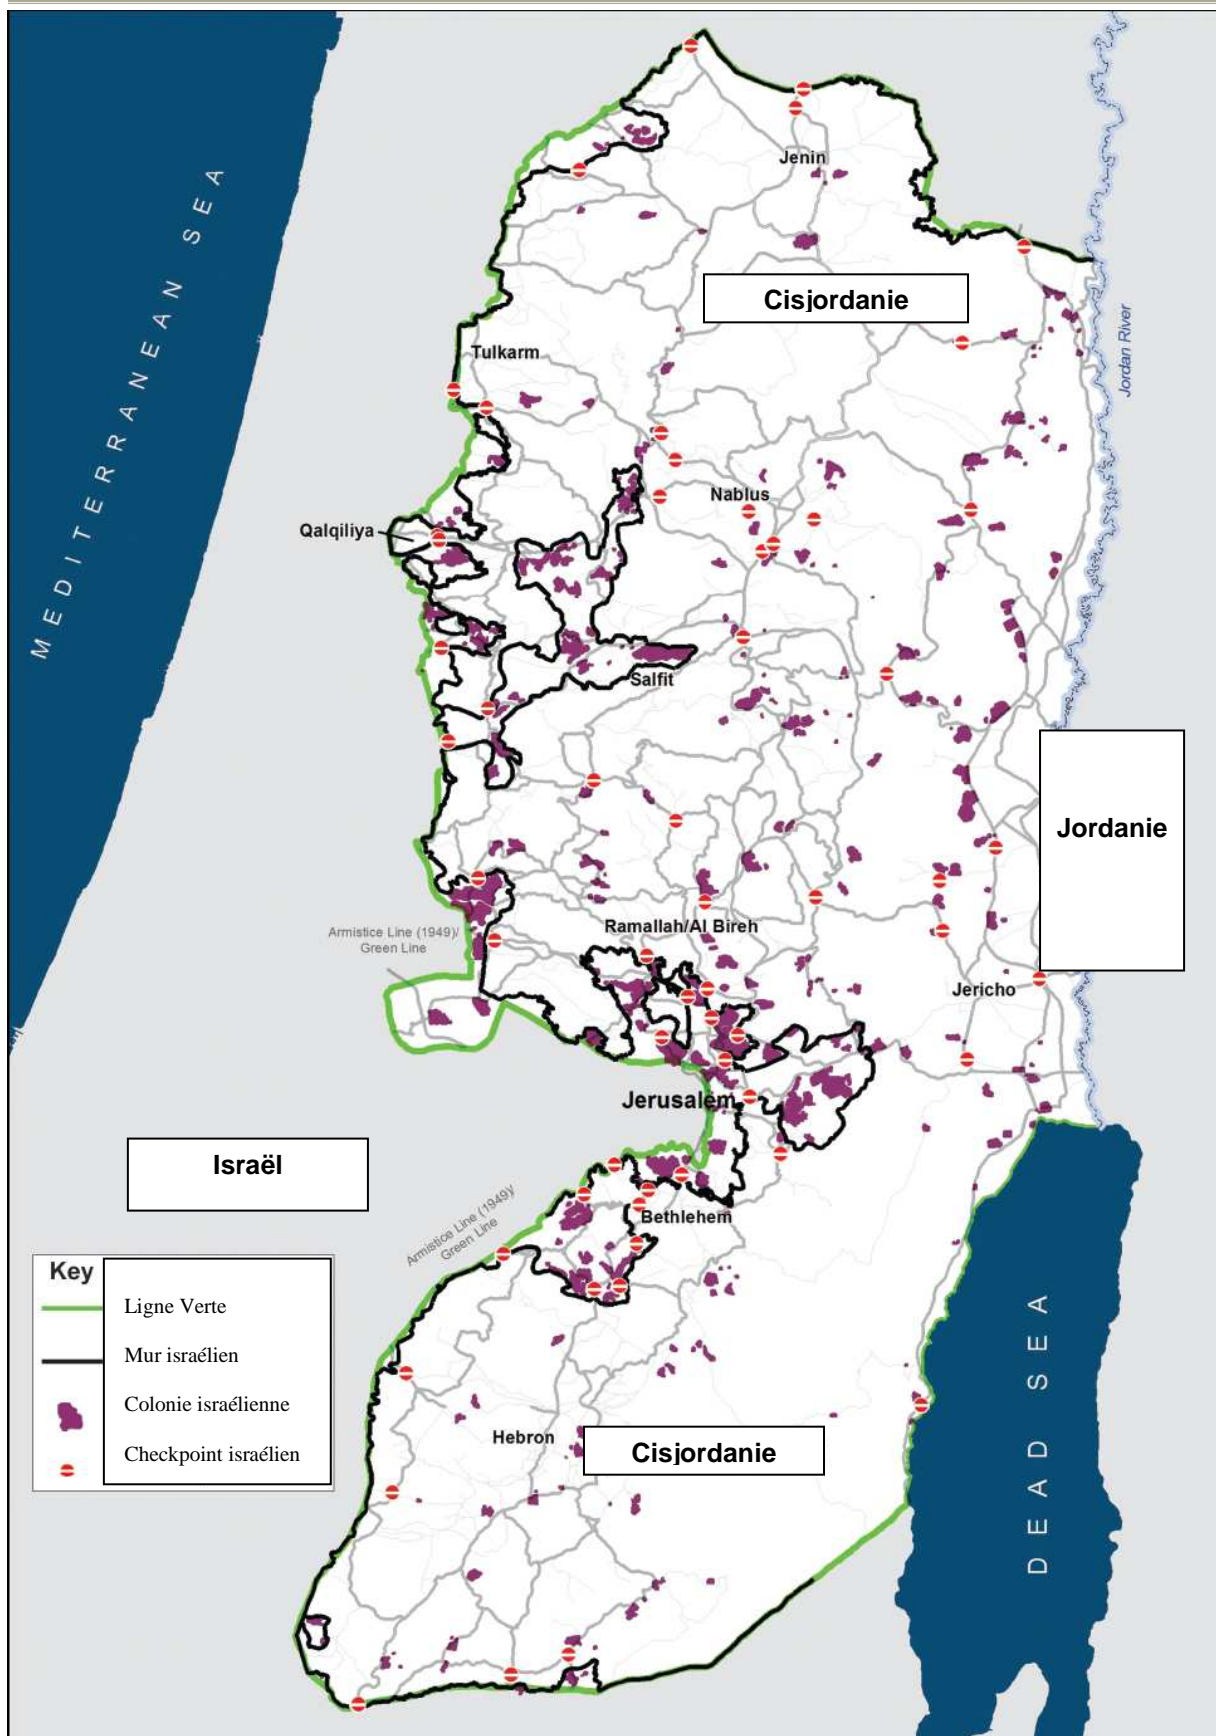 Jenin
Cisjordanie
Jordan River
MEDITERRANEAN SEA
Tulkarm
Nablus
Qalqiliya
Salfit
Jordanie
Ramallah/Al Bireh
Armistice Line (1949)/
Green Line
Jericho
Jerusalem
Israël
Bethlehem
Armistice Line (1949)/
Green Line
Key
Ligne Verte
Mur israélien
Colonie israélienne
Checkpoint israélien
DEAD SEA
Hebron
Cisjordanie